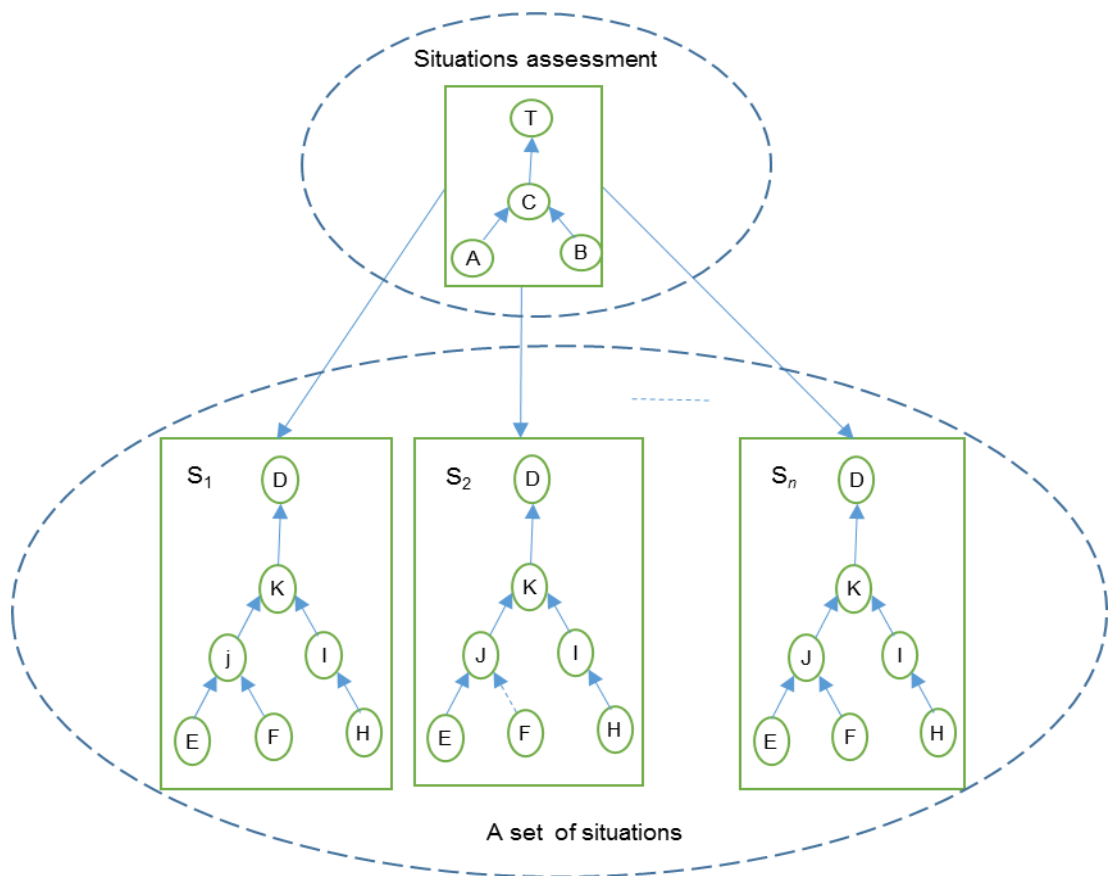 Situations assessment
T
C
A B
S1 D
K
j I
E F H
S2 D
K
J I
E F H
Sn D
K
J I
E F H
A set of situations